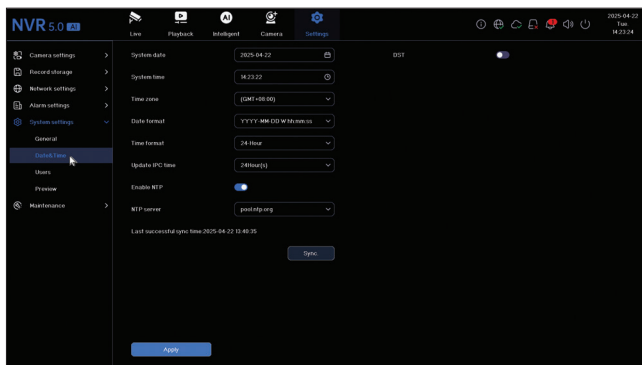 NVR 5.0 AI
Live
Playback
AI
Intelligent
Camera
Settings
2025-04-22
Tue
14:23:24
Camera settings
Record storage
Network settings
Alarm settings
System settings
General
Date&Time
Users
Preview
Maintenance
System date
2025-04-22
DST
System time
14:23:22
Time zone
(GMT+08:00)
Date format
YYYY-MM-DD W hh:mm:ss
Time format
24-Hour
Update IPC time
24Hour(s)
Enable NTP
NTP server
pool.ntp.org
Last successful sync time:2025-04-22 13:40:35
Sync.
Apply